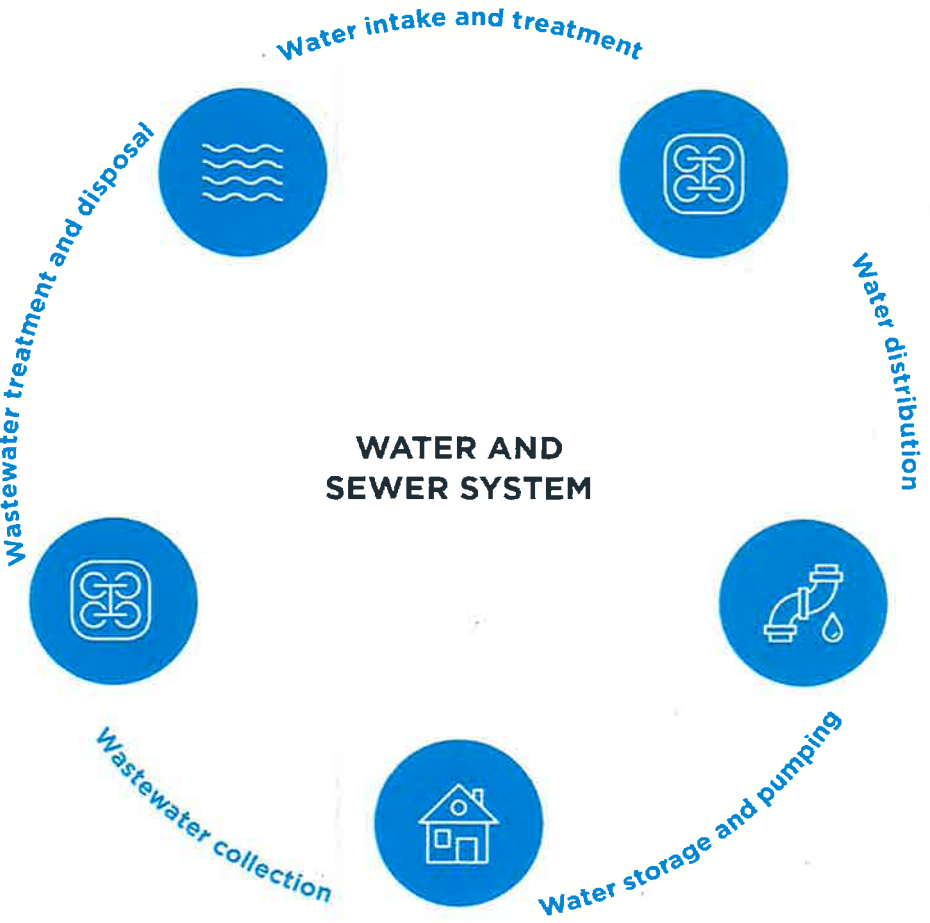 Water intake and treatment
Water distribution
Water storage and pumping
Wastewater collection
Wastewater treatment and disposal
WATER AND
SEWER SYSTEM